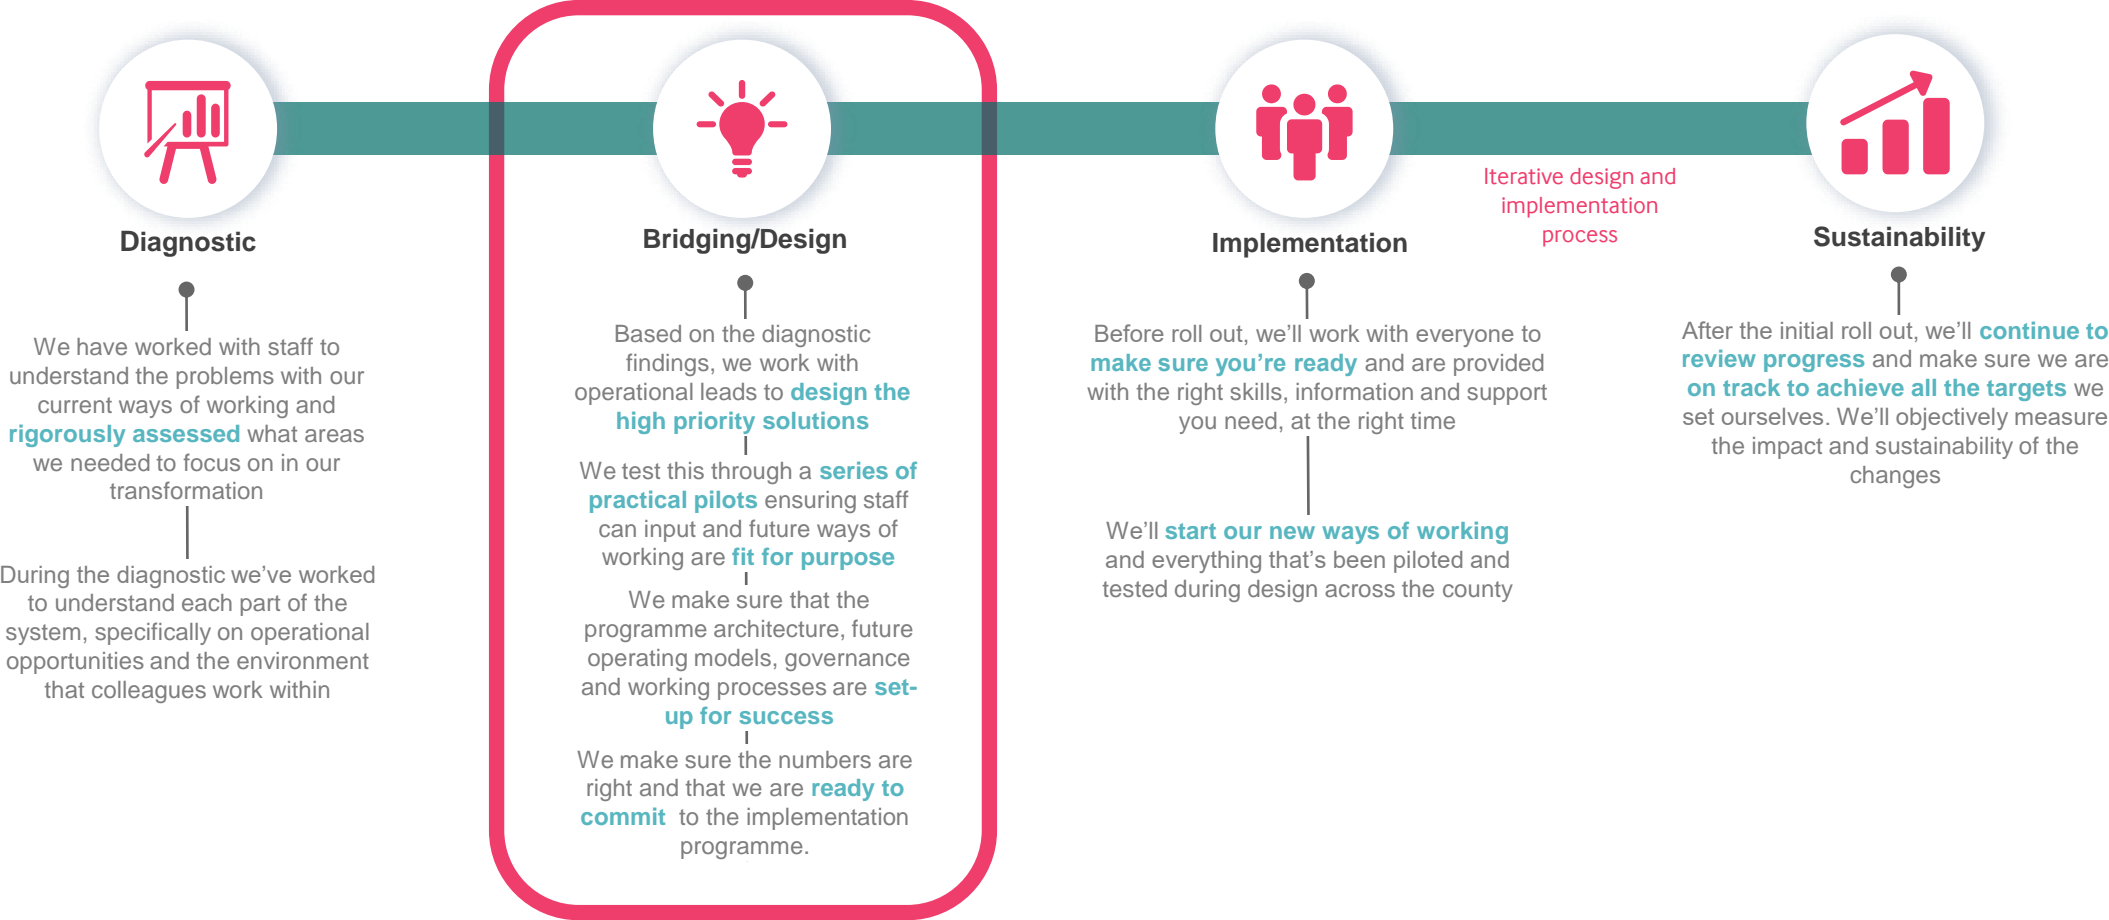 Diagnostic
We have worked with staff to
understand the problems with our
current ways of working and
rigorously assessed what areas
we needed to focus on in our
transformation
During the diagnostic we've worked
to understand each part of the
system, specifically on operational
opportunities and the environment
that colleagues work within
Bridging/Design
Based on the diagnostic
findings, we work with
operational leads to design the
high priority solutions
We test this through a series of
practical pilots ensuring staff
can input and future ways of
working are fit for purpose
We make sure that the
programme architecture, future
operating models, governance
and working processes are set-
up for success
We make sure the numbers are
right and that we are ready to
commit to the implementation
programme.
Implementation
Before roll out, we'll work with everyone to
make sure you're ready and are provided
with the right skills, information and support
you need, at the right time
We'll start our new ways of working
and everything that's been piloted and
tested during design across the county
Iterative design and
implementation
process
Sustainability
After the initial roll out, we'll continue to
review progress and make sure we are
on track to achieve all the targets we
set ourselves. We'll objectively measure
the impact and sustainability of the
changes